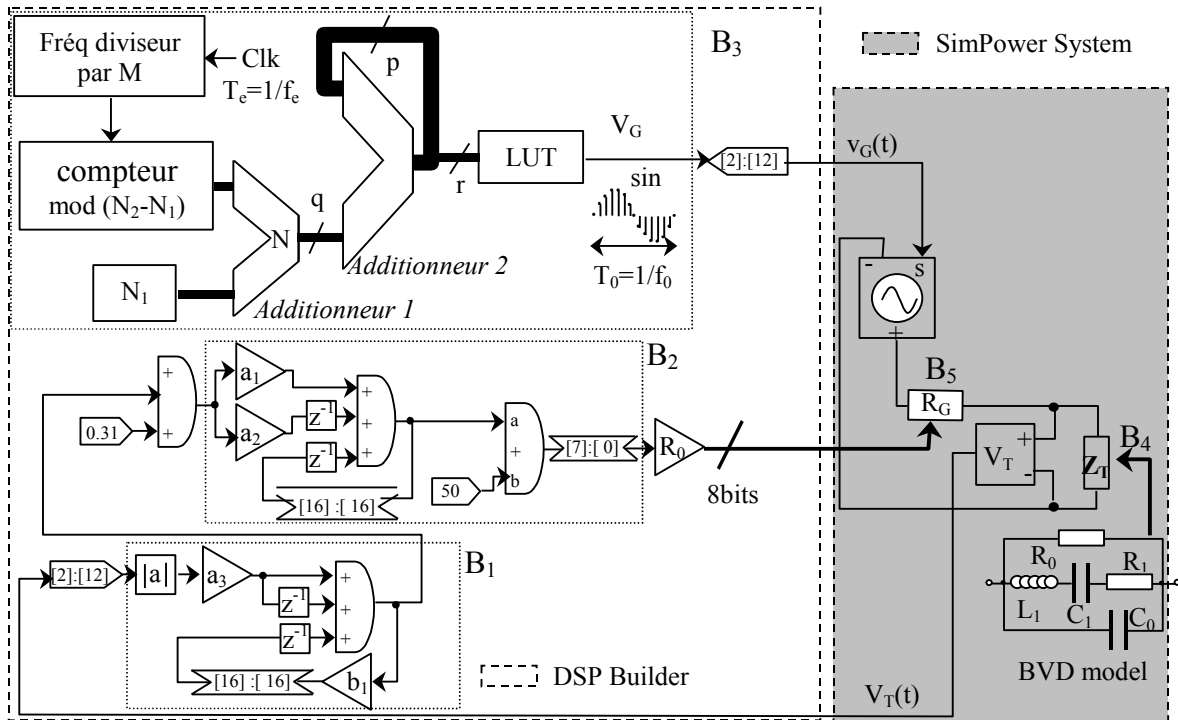 Fréq diviseur
par M
Clk
T_e=1/f_e
compteur
mod (N_2-N_1)
N_1
N
q
p
r
Additionneur 1
Additionneur 2
LUT
V_G
sin
T_0=1/f_0
B_3
[2]:[12]
SimPower System
v_G(t)
-
s
+
B_5
R_G
V_T
+
-
Z_T
B_4
R_0
R_1
L_1
C_1
C_0
BVD model
V_T(t)
B_2
+
+
0.31
a_1
a_2
z^-1
z^-1
+
+
+
[16] :[ 16]
a
+
b
50
[7]:[ 0]
R_0
8bits
B_1
[2]:[12]
|a|
a_3
z^-1
z^-1
+
+
+
[16] :[ 16]
b_1
DSP Builder